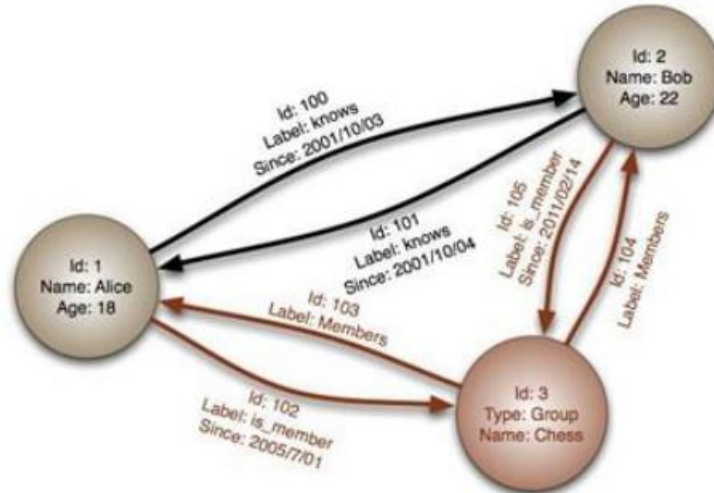 Id: 2
Name: Bob
Age: 22
Id: 100
Label: knows
Since: 2001/10/03
Id: 101
Label: knows
Since: 2001/10/04
Id: 105
Label: is_member
Since: 2011/02/14
Id: 104
Label: Members
Id: 1
Name: Alice
Age: 18
Id: 103
Label: Members
Id: 102
Label: is_member
Since: 2005/7/01
Id: 3
Type: Group
Name: Chess